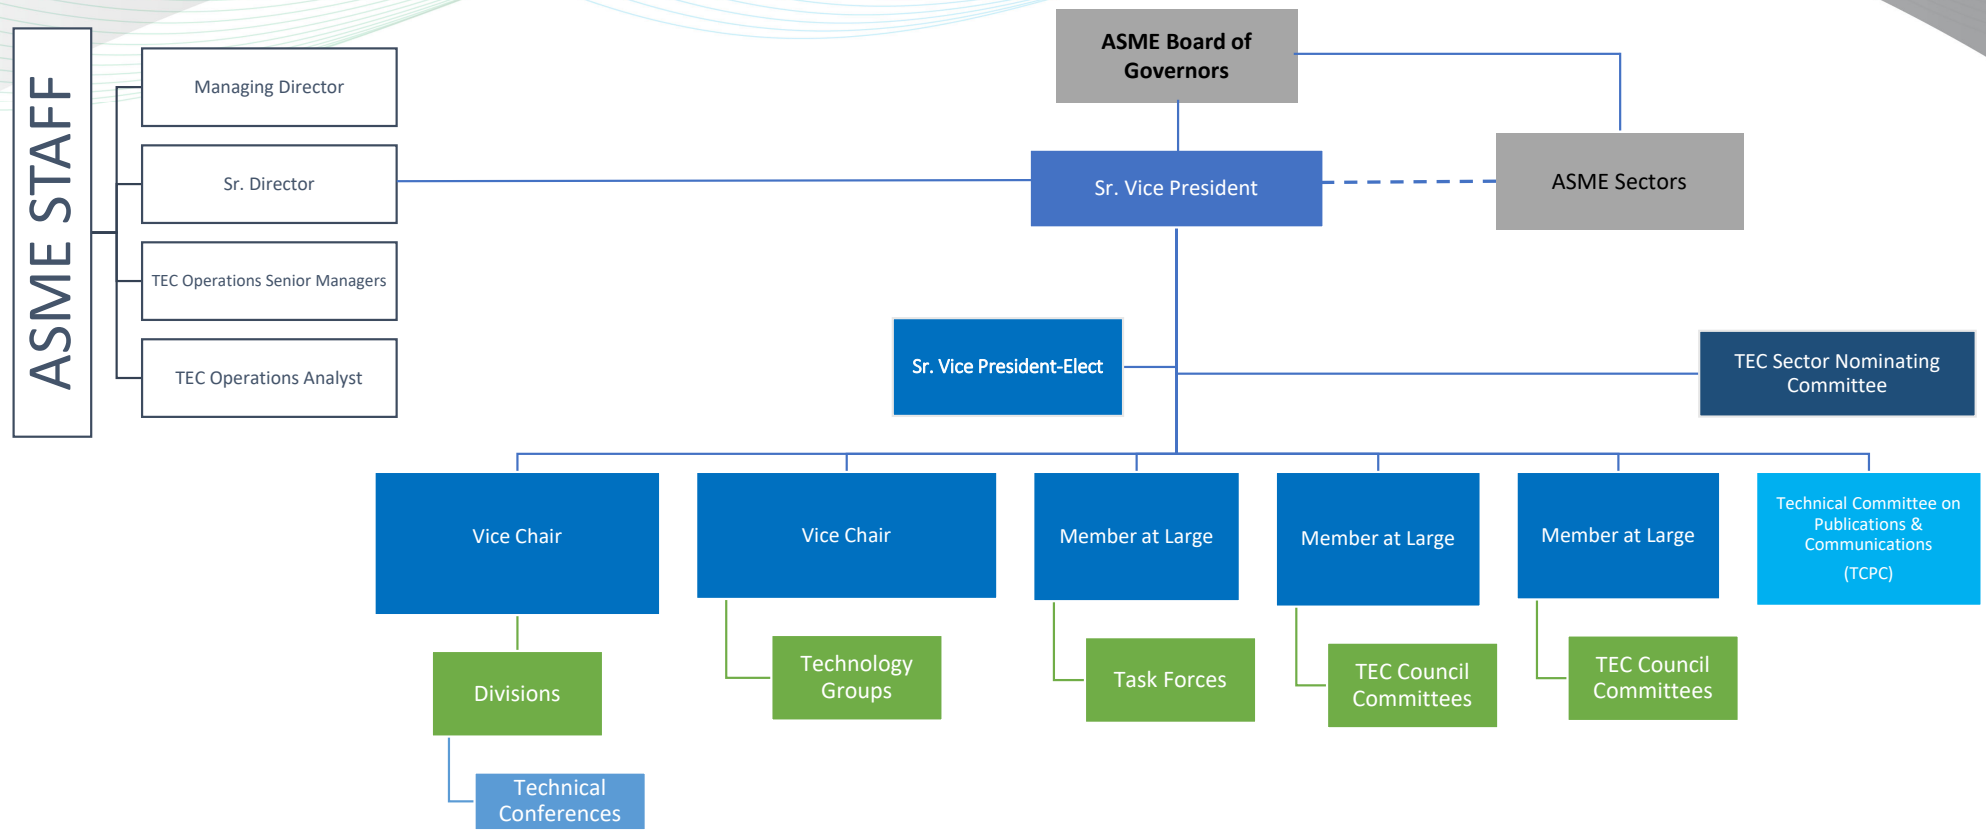 ASME STAFF
Managing Director
Sr. Director
TEC Operations Senior Managers
TEC Operations Analyst
ASME Board of
Governors
Sr. Vice President
ASME Sectors
Sr. Vice President-Elect
TEC Sector Nominating
Committee
Vice Chair
Vice Chair
Member at Large
Member at Large
Member at Large
Technical Committee on
Publications &
Communications
(TCPC)
Divisions
Technology
Groups
Task Forces
TEC Council
Committees
TEC Council
Committees
Technical
Conferences